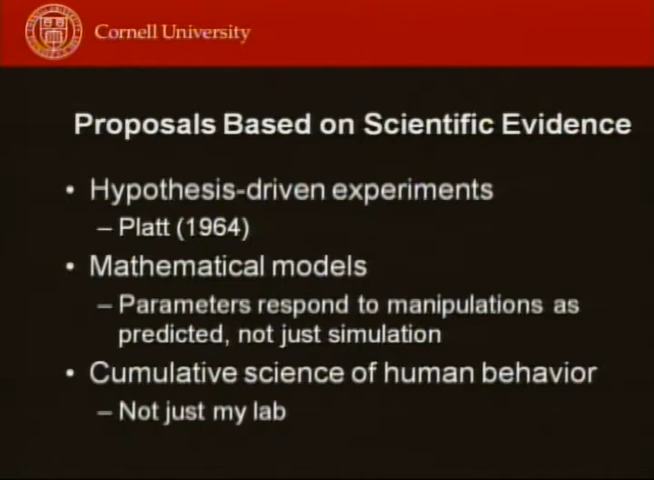 Cornell University
Proposals Based on Scientific Evidence
• Hypothesis-driven experiments
– Platt (1964)
• Mathematical models
– Parameters respond to manipulations as
predicted, not just simulation
• Cumulative science of human behavior
– Not just my lab